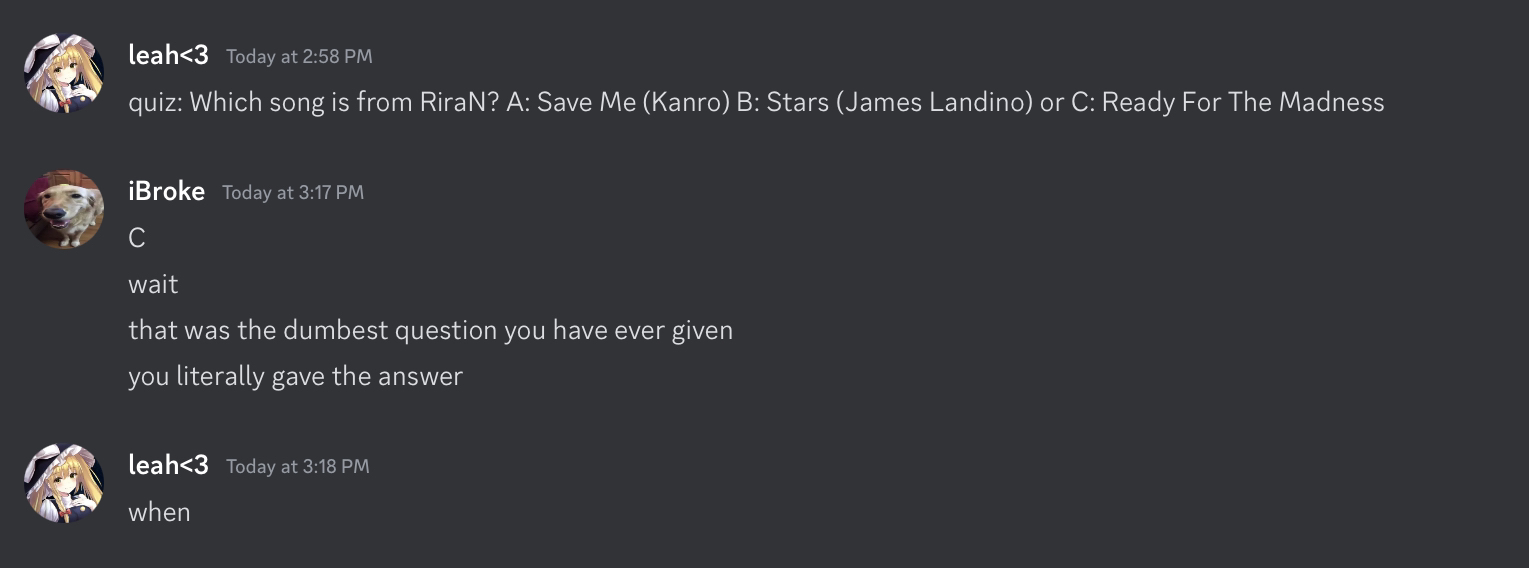 leah<3 Today at 2:58 PM
quiz: Which song is from RiraN? A: Save Me (Kanro) B: Stars (James Landino) or C: Ready For The Madness
iBroke Today at 3:17 PM
C
wait
that was the dumbest question you have ever given
you literally gave the answer
leah<3 Today at 3:18 PM
when